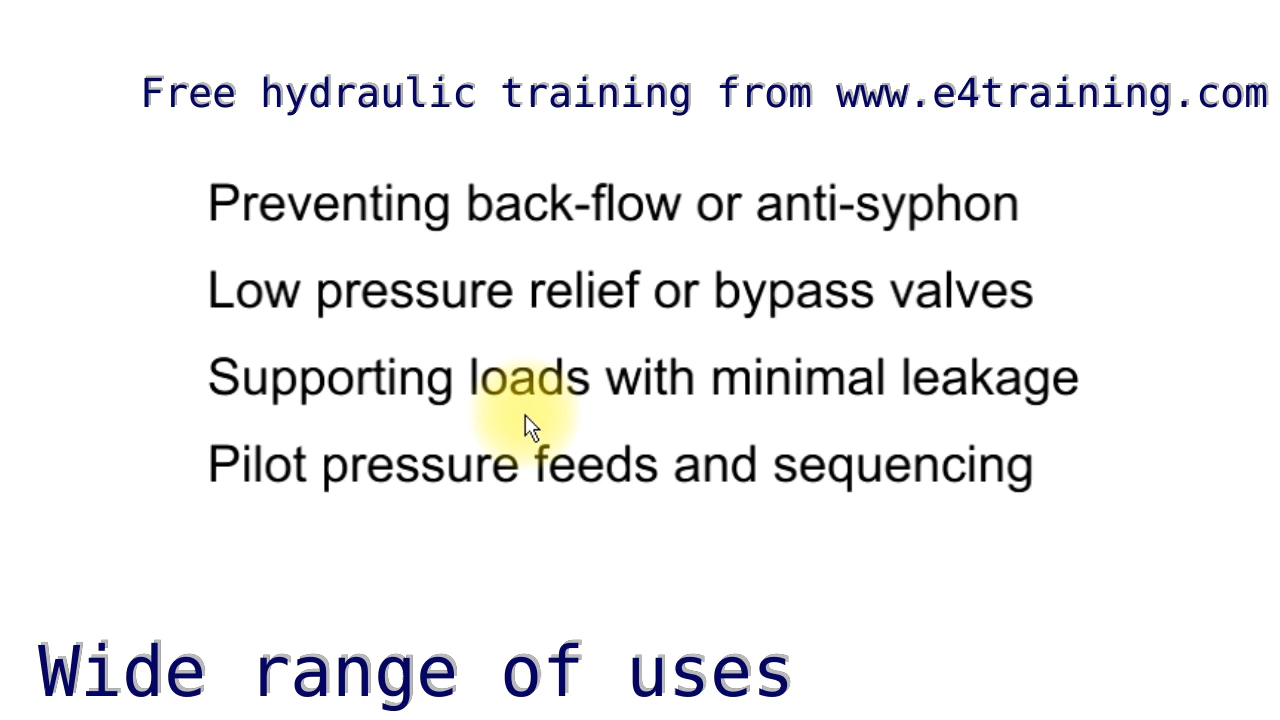 Free hydraulic training from www.e4training.com
Preventing back-flow or anti-syphon
Low pressure relief or bypass valves
Supporting loads with minimal leakage
Pilot pressure feeds and sequencing
Wide range of uses